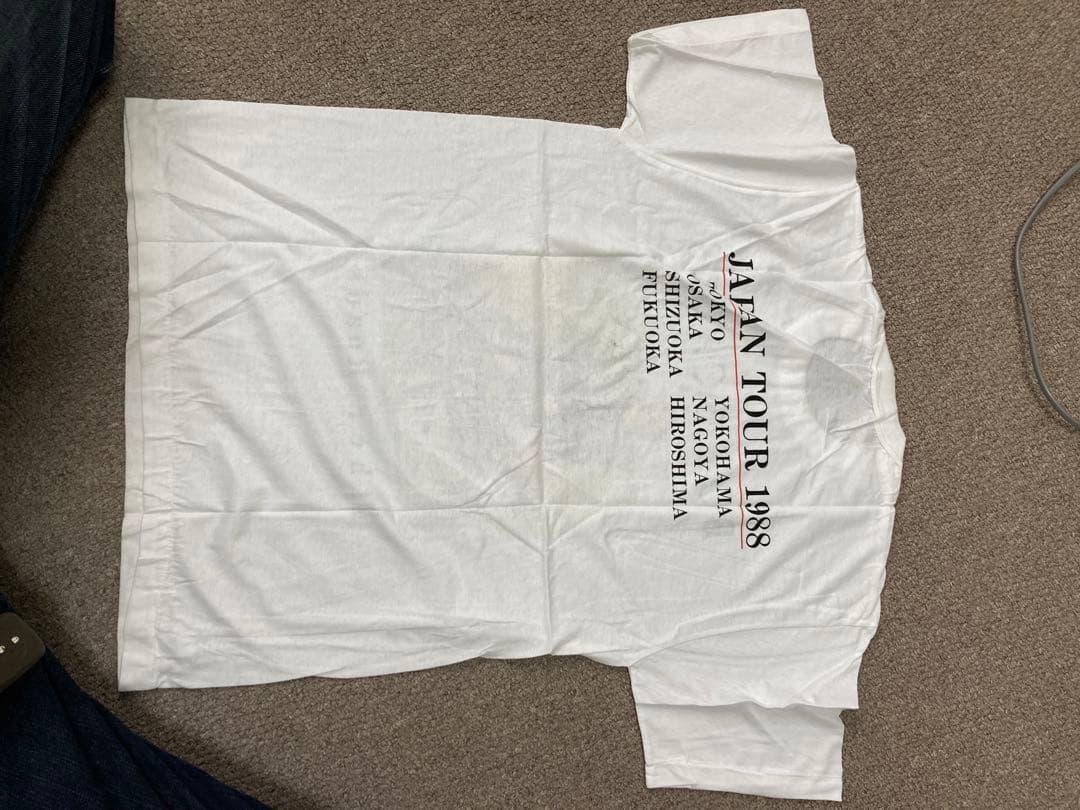 JAPAN TOUR 1988
TOKYO YOKOHAMA
OSAKA NAGOYA
SHIZUOKA HIROSHIMA
FUKUOKA